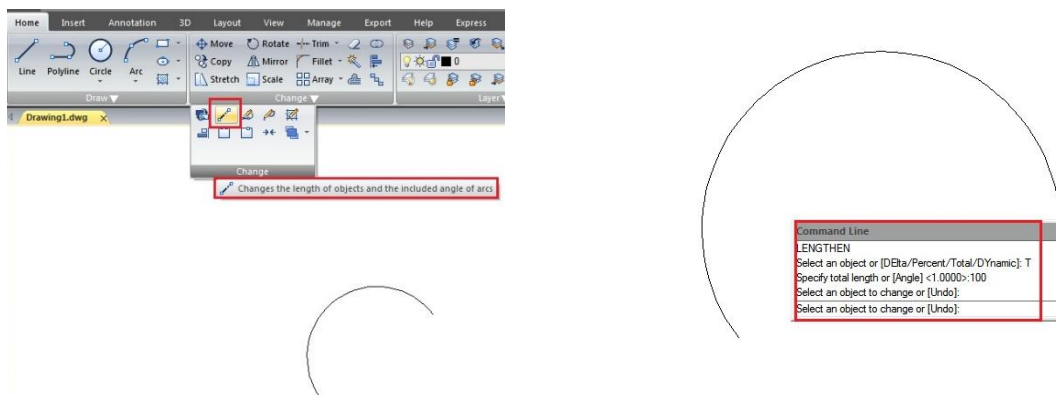 Home Insert Annotation 3D Layout View Manage Export Help Express
Move Rotate Trim
Copy Mirror Fillet 0
Line Polyline Circle Arc Stretch Scale Array
Draw Change Layer
Drawing1.dwg
Change
Changes the length of objects and the included angle of arcs
Command Line
LENGTHEN
Select an object or [DElta/Percent/Total/DYnamic]: T
Specify total length or [Angle] <1.0000>:100
Select an object to change or [Undo]:
Select an object to change or [Undo]: